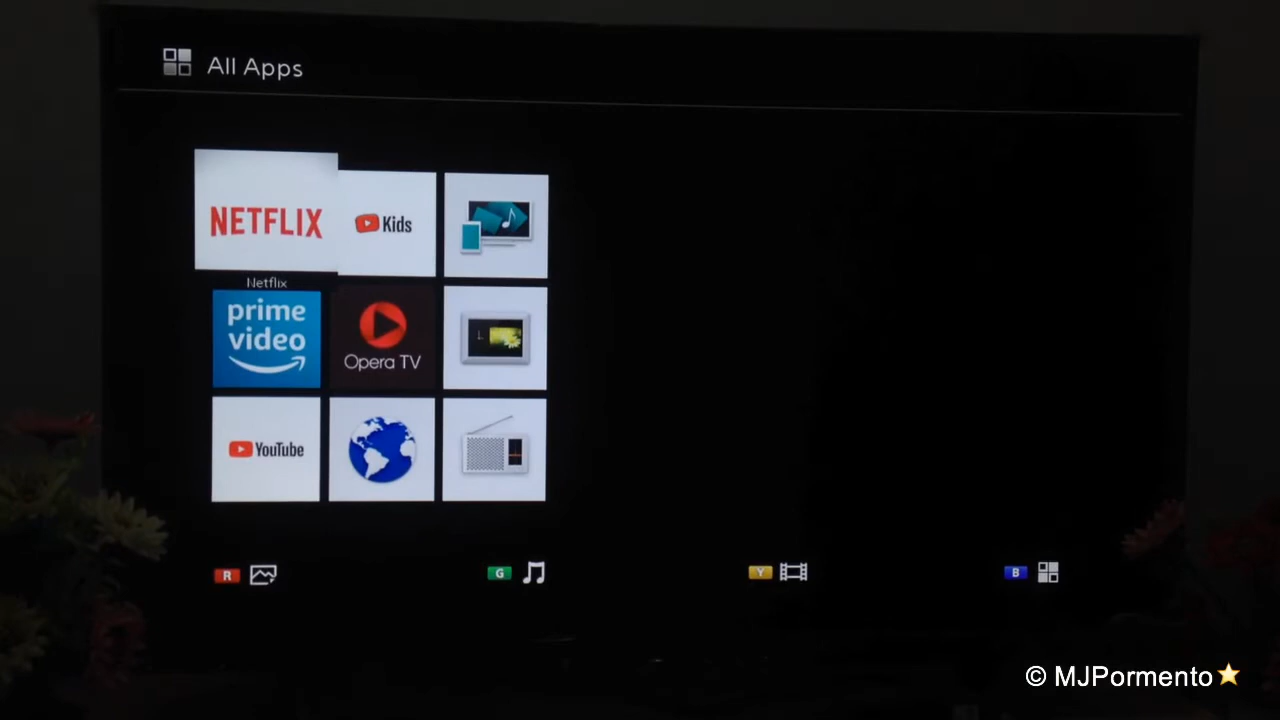 All Apps
NETFLIX
Kids
Netflix
prime
video
Opera TV
YouTube
R
G
Y
B
© MJPormento